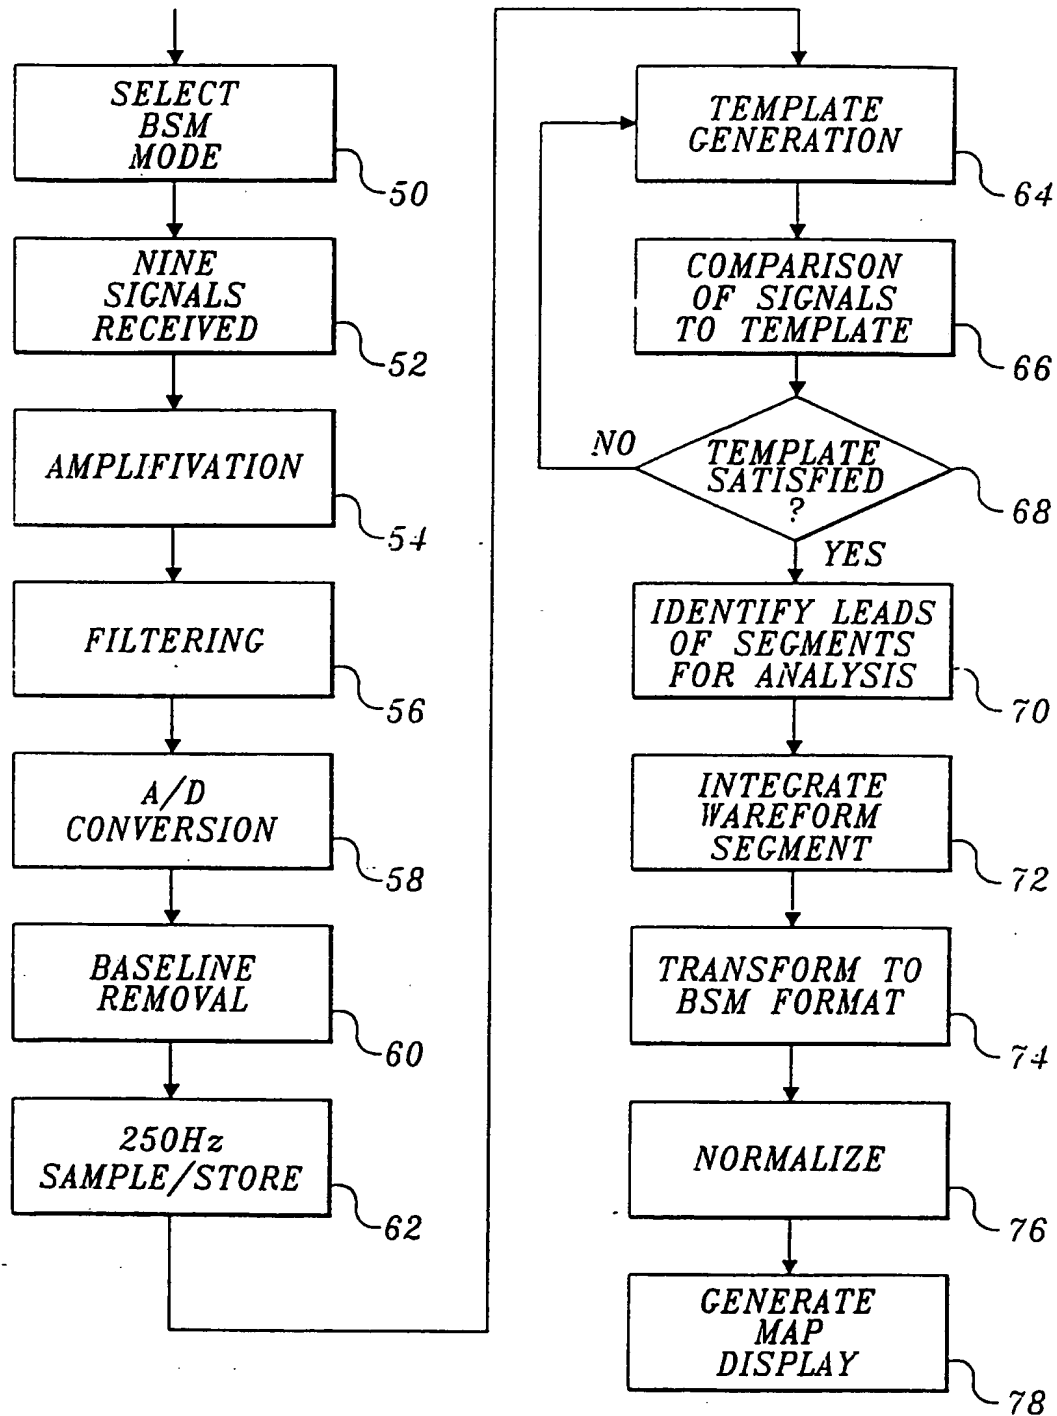 SELECT
BSM
MODE
50
NINE
SIGNALS
RECEIVED
52
AMPLIFIVATION
54
FILTERING
56
A/D
CONVERSION
58
BASELINE
REMOVAL
60
250Hz
SAMPLE/STORE
62
TEMPLATE
GENERATION
64
COMPARISON
OF SIGNALS
TO TEMPLATE
66
NO
TEMPLATE
SATISFIED
?
68
YES
IDENTIFY LEADS
OF SEGMENTS
FOR ANALYSIS
70
INTEGRATE
WAREFORM
SEGMENT
72
TRANSFORM TO
BSM FORMAT
74
NORMALIZE
76
GENERATE
MAP
DISPLAY
78